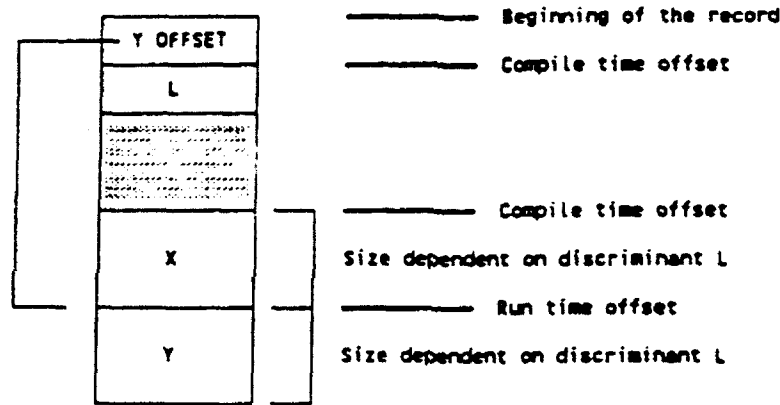 Beginning of the record
Y OFFSET
Compile time offset
L
Compile time offset
X
Size dependent on discriminant L
Run time offset
Y
Size dependent on discriminant L